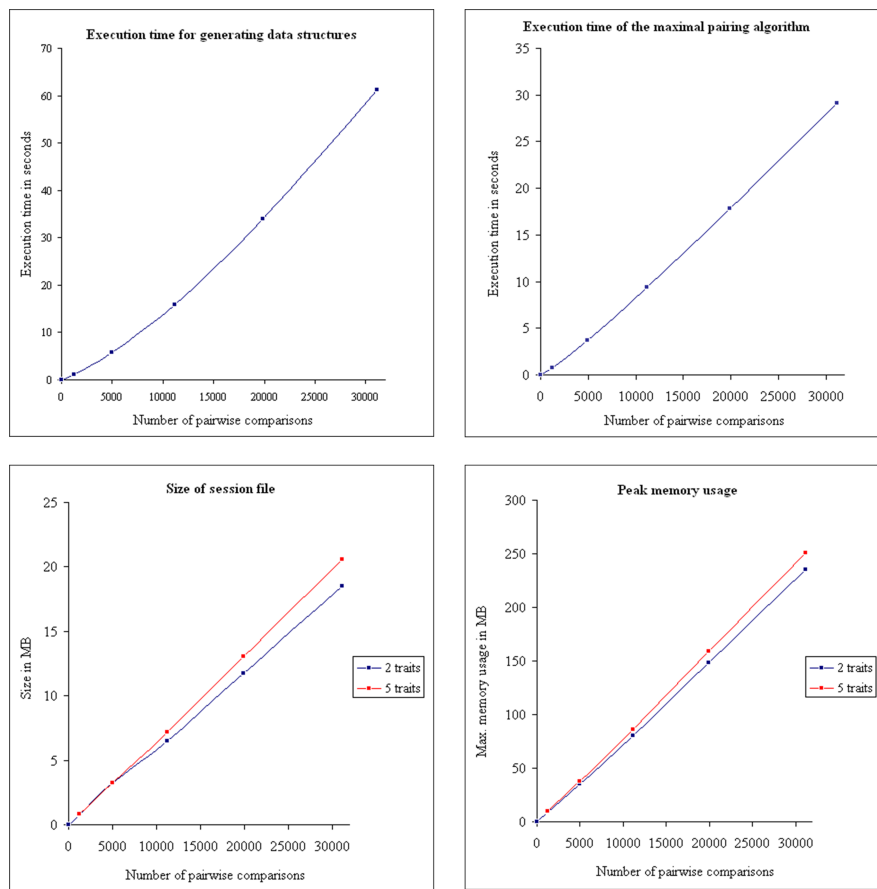 Execution time for generating data structures
70
60
50
40
30
20
10
0
Execution time in seconds
0 5000 10000 15000 20000 25000 30000
Number of pairwise comparisons
Execution time of the maximal pairing algorithm
35
30
25
20
15
10
5
0
Execution time in seconds
0 5000 10000 15000 20000 25000 30000
Number of pairwise comparisons
Size of session file
25
20
15
10
5
0
Size in MB
0 5000 10000 15000 20000 25000 30000
Number of pairwise comparisons
2 traits
5 traits
Peak memory usage
300
250
200
150
100
50
0
Max. memory usage in MB
0 5000 10000 15000 20000 25000 30000
Number of pairwise comparisons
2 traits
5 traits